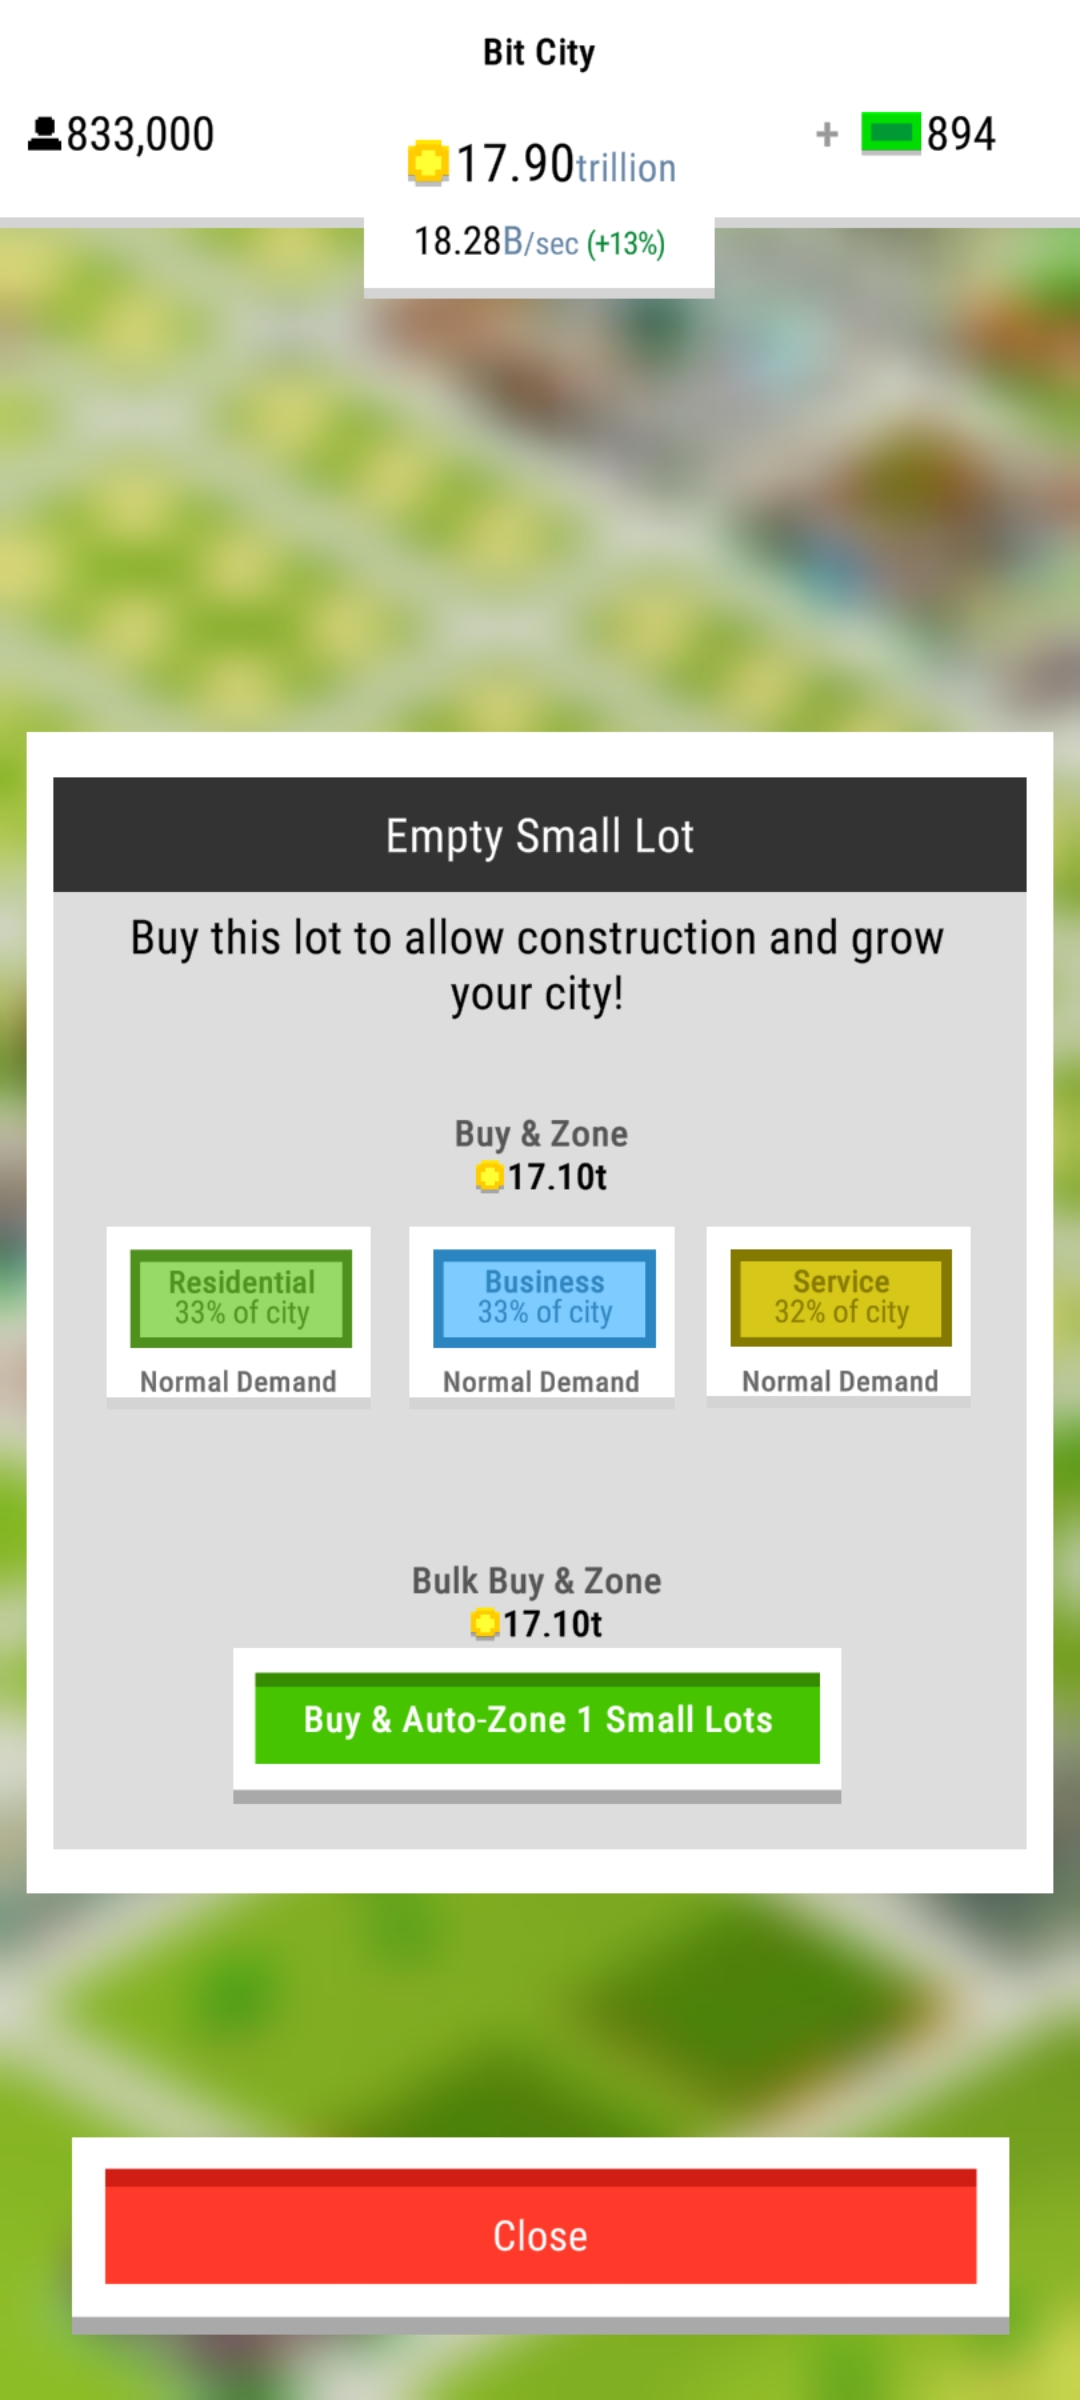 Bit City
833,000
17.90trillion
+ 894
18.28B/sec (+13%)
Empty Small Lot
Buy this lot to allow construction and grow
your city!
Buy & Zone
17.10t
Residential
33% of city
Normal Demand
Business
33% of city
Normal Demand
Service
32% of city
Normal Demand
Bulk Buy & Zone
17.10t
Buy & Auto-Zone 1 Small Lots
Close